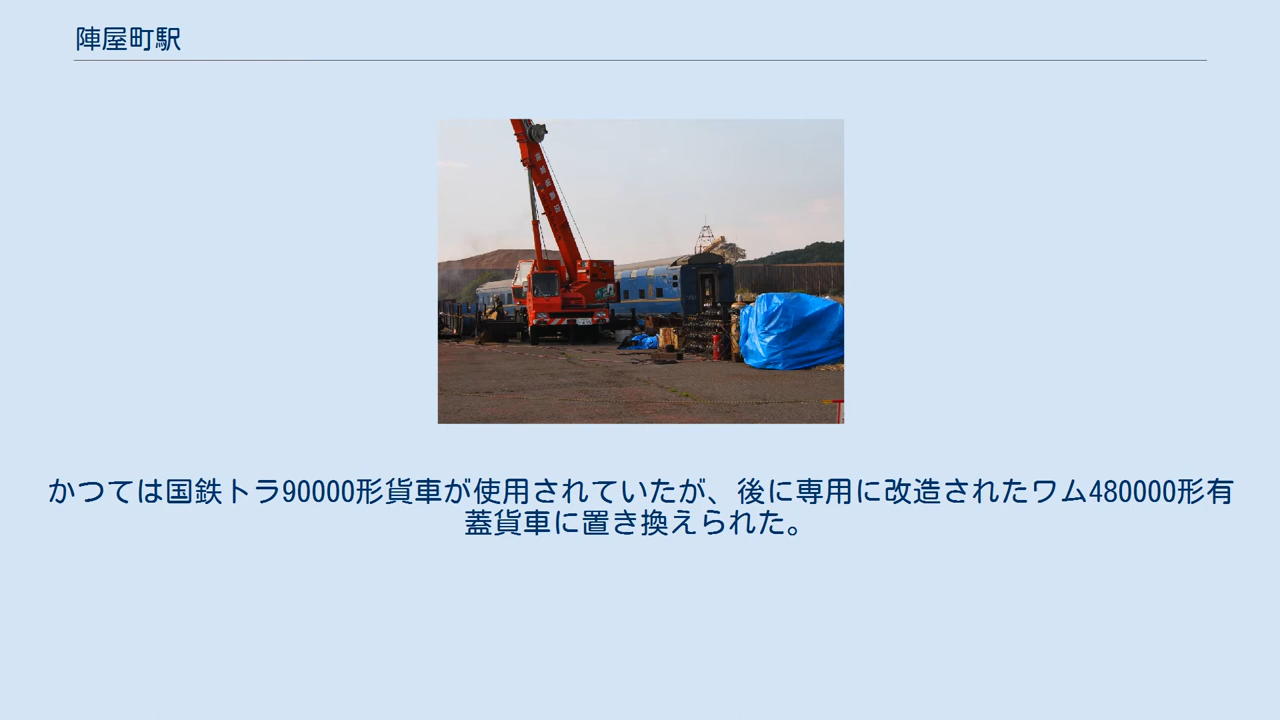 陣屋町駅
かつては国鉄トラ90000形貨車が使用されていたが、後に専用に改造されたワム480000形有
蓋貨車に置き換えられた。